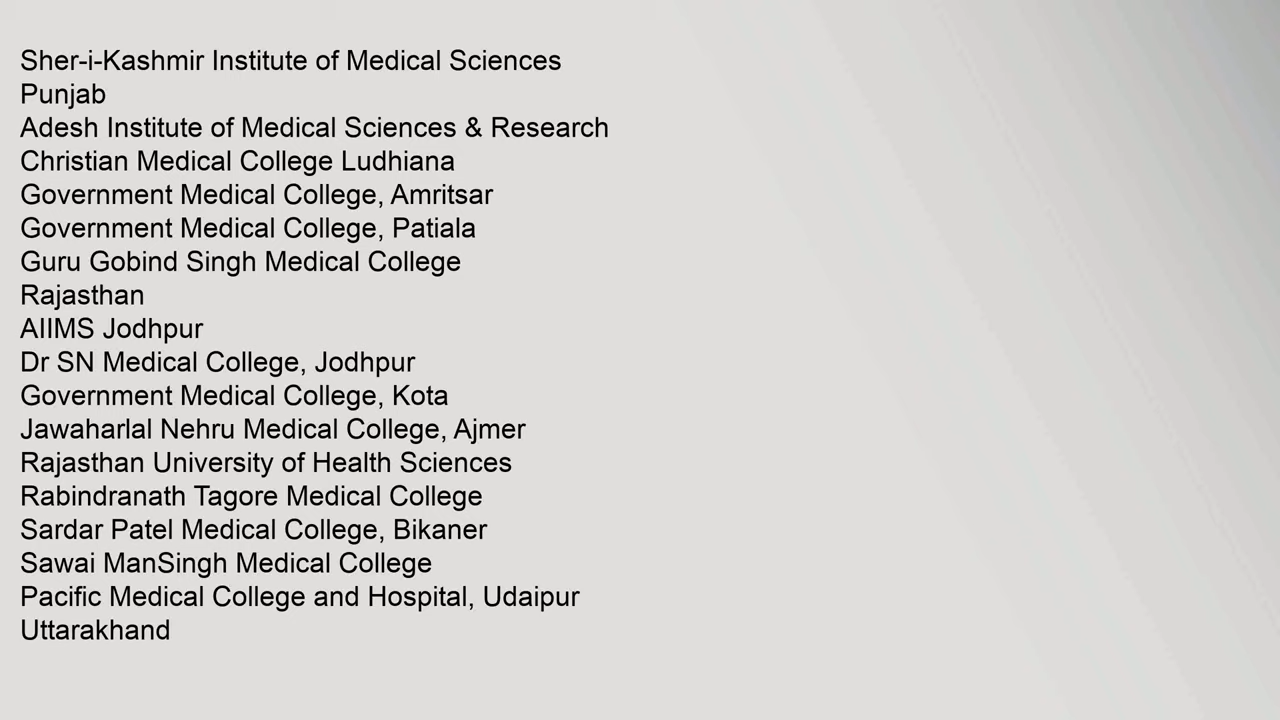 Sher-i-Kashmir Institute of Medical Sciences
Punjab
Adesh Institute of Medical Sciences & Research
Christian Medical College Ludhiana
Government Medical College, Amritsar
Government Medical College, Patiala
Guru Gobind Singh Medical College
Rajasthan
AIIMS Jodhpur
Dr SN Medical College, Jodhpur
Government Medical College, Kota
Jawaharlal Nehru Medical College, Ajmer
Rajasthan University of Health Sciences
Rabindranath Tagore Medical College
Sardar Patel Medical College, Bikaner
Sawai ManSingh Medical College
Pacific Medical College and Hospital, Udaipur
Uttarakhand